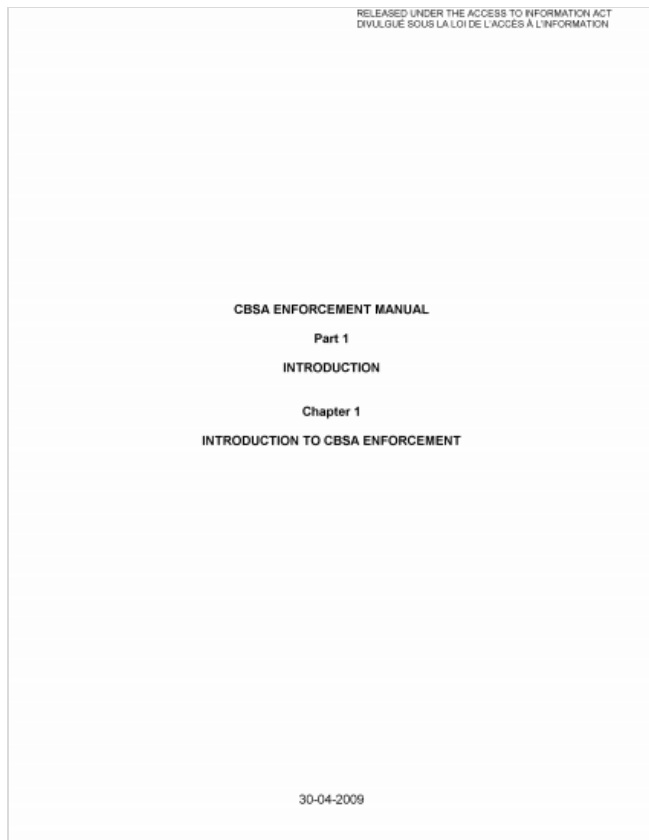 RELEASED UNDER THE ACCESS TO INFORMATION ACT
DIVULGUÉ SOUS LA LOI DE L'ACCÈS À L'INFORMATION
CBSA ENFORCEMENT MANUAL
Part 1
INTRODUCTION
Chapter 1
INTRODUCTION TO CBSA ENFORCEMENT
30-04-2009